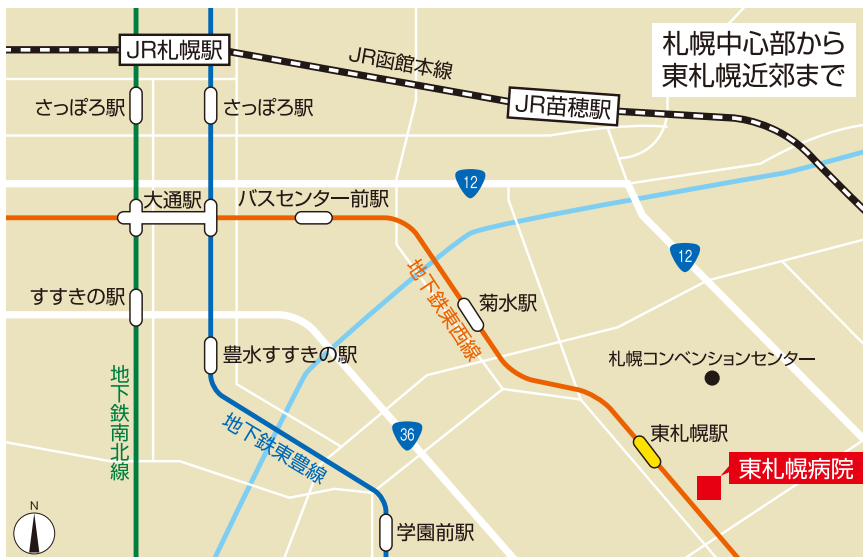 JR札幌駅
JR函館本線
札幌中心部から
東札幌近郊まで
さっぽろ駅
さっぽろ駅
JR苗穂駅
大通駅
バスセンター前駅
12
12
すすきの駅
地下鉄東西線
菊水駅
豊水すすきの駅
札幌コンベンションセンター
地下鉄南北線
地下鉄東豊線
36
東札幌駅
東札幌病院
N
学園前駅